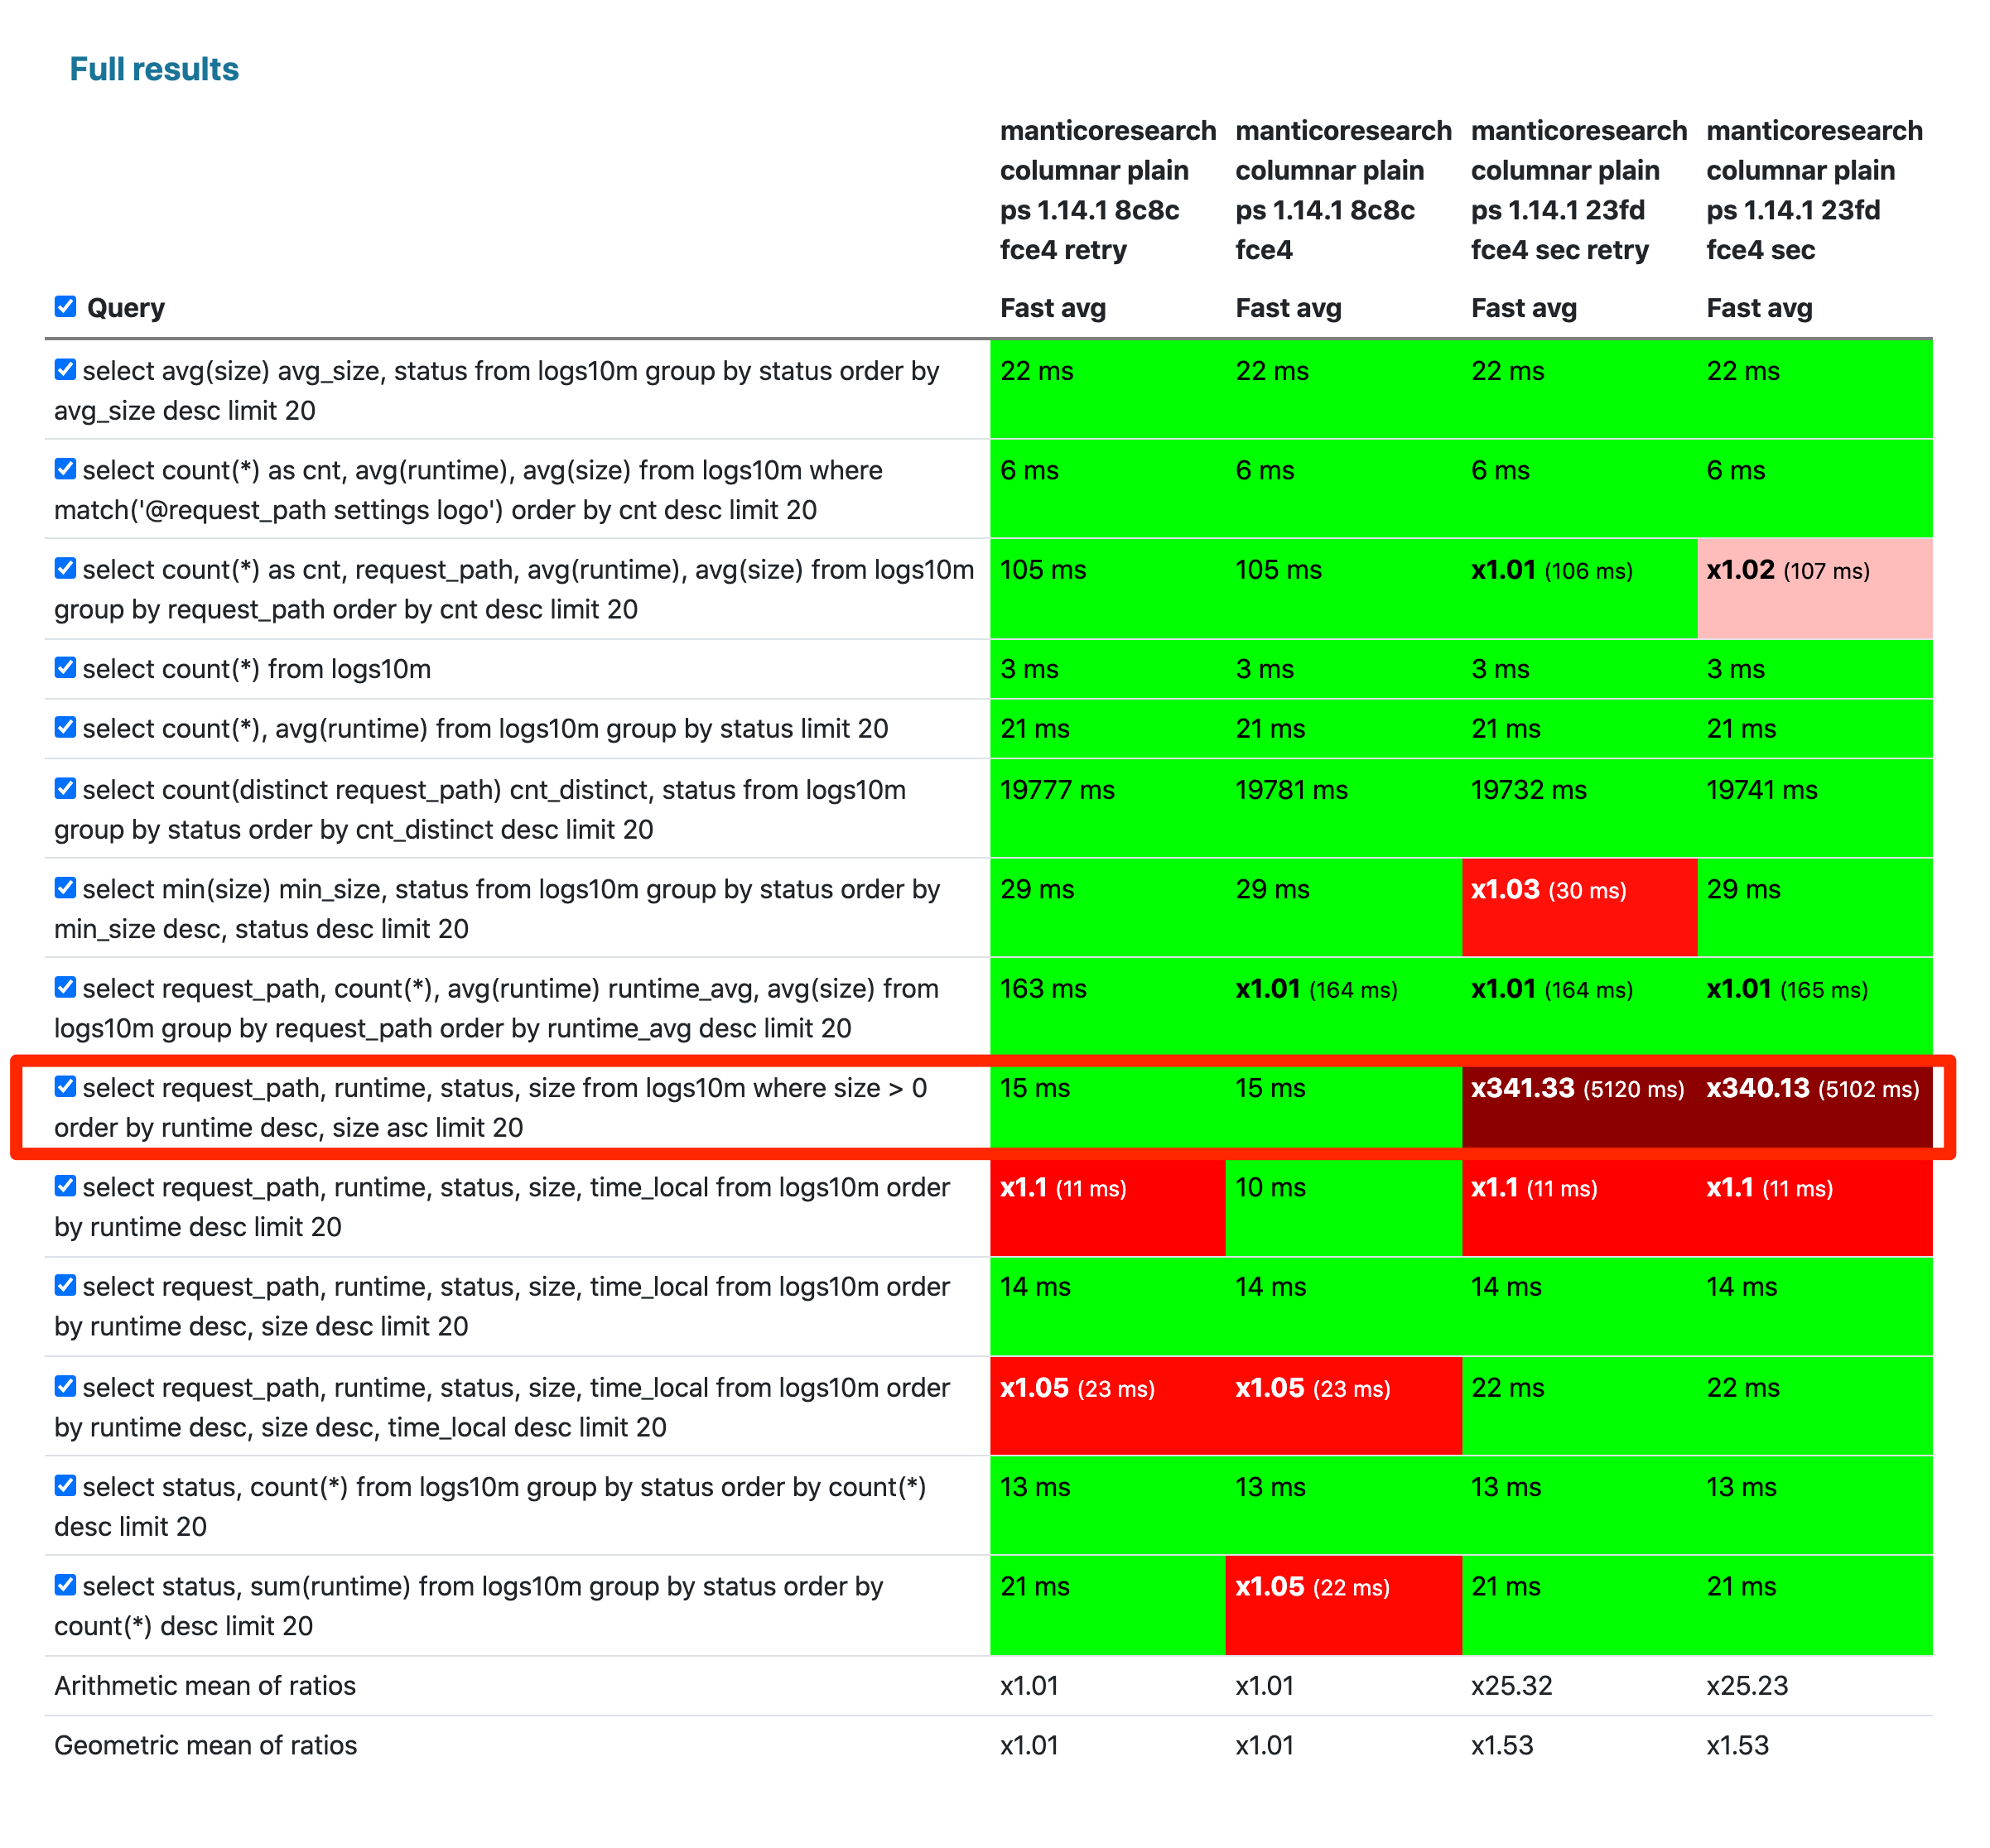 Full results
manticoresearch columnar plain ps 1.14.1 8c8c fce4 retry
manticoresearch columnar plain ps 1.14.1 8c8c fce4
manticoresearch columnar plain ps 1.14.1 23fd fce4 sec retry
manticoresearch columnar plain ps 1.14.1 23fd fce4 sec
Query Fast avg Fast avg Fast avg Fast avg
select avg(size) avg_size, status from logs10m group by status order by 22 ms 22 ms 22 ms 22 ms
avg_size desc limit 20
select count(*) as cnt, avg(runtime), avg(size) from logs10m where 6 ms 6 ms 6 ms 6 ms
match('@request_path settings logo') order by cnt desc limit 20
select count(*) as cnt, request_path, avg(runtime), avg(size) from logs10m 105 ms 105 ms x1.01 (106 ms) x1.02 (107 ms)
group by request_path order by cnt desc limit 20
select count(*) from logs10m 3 ms 3 ms 3 ms 3 ms
select count(*), avg(runtime) from logs10m group by status limit 20 21 ms 21 ms 21 ms 21 ms
select count(distinct request_path) cnt_distinct, status from logs10m 19777 ms 19781 ms 19732 ms 19741 ms
group by status order by cnt_distinct desc limit 20
select min(size) min_size, status from logs10m group by status order by 29 ms 29 ms x1.03 (30 ms) 29 ms
min_size desc, status desc limit 20
select request_path, count(*), avg(runtime) runtime_avg, avg(size) from 163 ms x1.01 (164 ms) x1.01 (164 ms) x1.01 (165 ms)
logs10m group by request_path order by runtime_avg desc limit 20
select request_path, runtime, status, size from logs10m where size > 0 15 ms 15 ms x341.33 (5120 ms) x340.13 (5102 ms)
order by runtime desc, size asc limit 20
select request_path, runtime, status, size, time_local from logs10m order x1.1 (11 ms) 10 ms x1.1 (11 ms) x1.1 (11 ms)
by runtime desc limit 20
select request_path, runtime, status, size, time_local from logs10m order 14 ms 14 ms 14 ms 14 ms
by runtime desc, size desc limit 20
select request_path, runtime, status, size, time_local from logs10m order x1.05 (23 ms) x1.05 (23 ms) 22 ms 22 ms
by runtime desc, size desc, time_local desc limit 20
select status, count(*) from logs10m group by status order by count(*) 13 ms 13 ms 13 ms 13 ms
desc limit 20
select status, sum(runtime) from logs10m group by status order by 21 ms x1.05 (22 ms) 21 ms 21 ms
count(*) desc limit 20
Arithmetic mean of ratios x1.01 x1.01 x25.32 x25.23
Geometric mean of ratios x1.01 x1.01 x1.53 x1.53